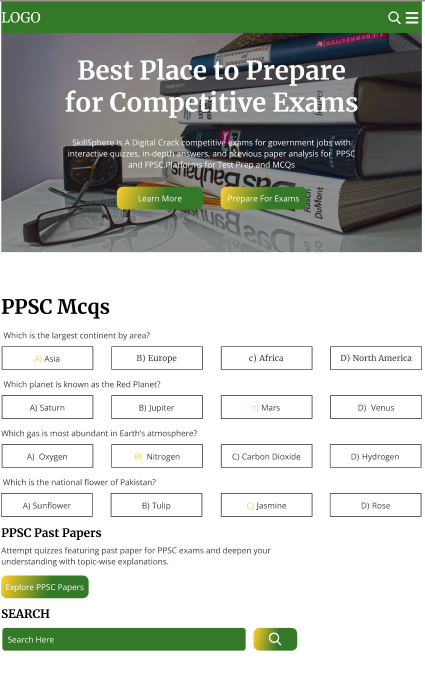 LOGO
Best Place to Prepare
for Competitive Exams
SkillSphere Is A Digital Crack competitive exams for government jobs with
interactive quizzes, in-depth answers, and previous paper analysis for PPSC
and FPSC.Platforms for Test Prep and MCQs
Learn More Prepare For Exams
DuMont
PPSC Mcqs
Which is the largest continent by area?
A) Asia B) Europe c) Africa D) North America
Which planet is known as the Red Planet?
A) Saturn B) Jupiter c) Mars D) Venus
Which gas is most abundant in Earth's atmosphere?
A) Oxygen B) Nitrogen C) Carbon Dioxide D) Hydrogen
Which is the national flower of Pakistan?
A) Sunflower B) Tulip C) Jasmine D) Rose
PPSC Past Papers
Attempt quizzes featuring past paper for PPSC exams and deepen your
understanding with topic-wise explanations.
Explore PPSC Papers
SEARCH
Search Here